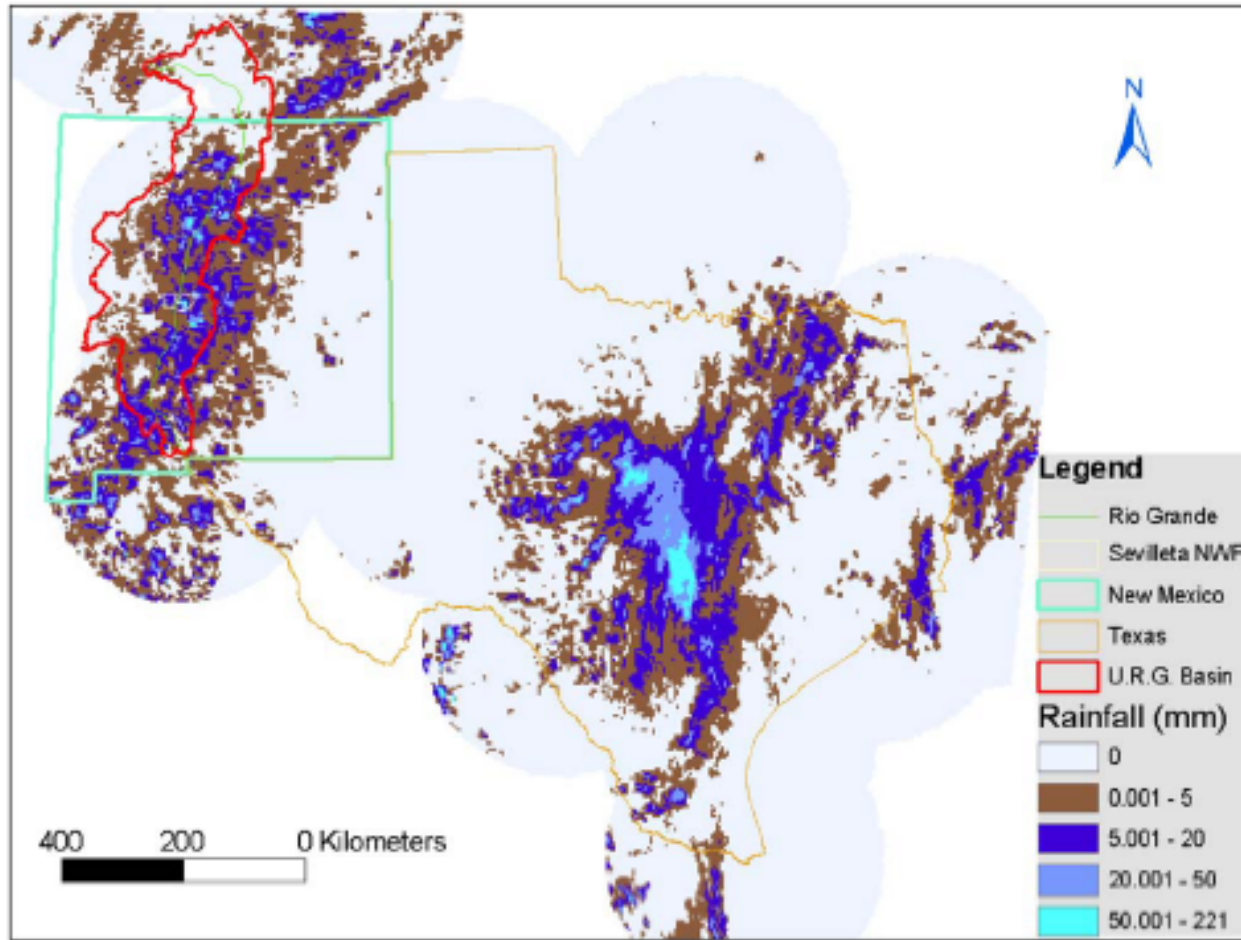 N
Legend
Rio Grande
Sevilleta NWF
New Mexico
Texas
U.R.G. Basin
Rainfall (mm)
0
0.001 - 5
5.001 - 20
20.001 - 50
50.001 - 221
400 200 0 Kilometers